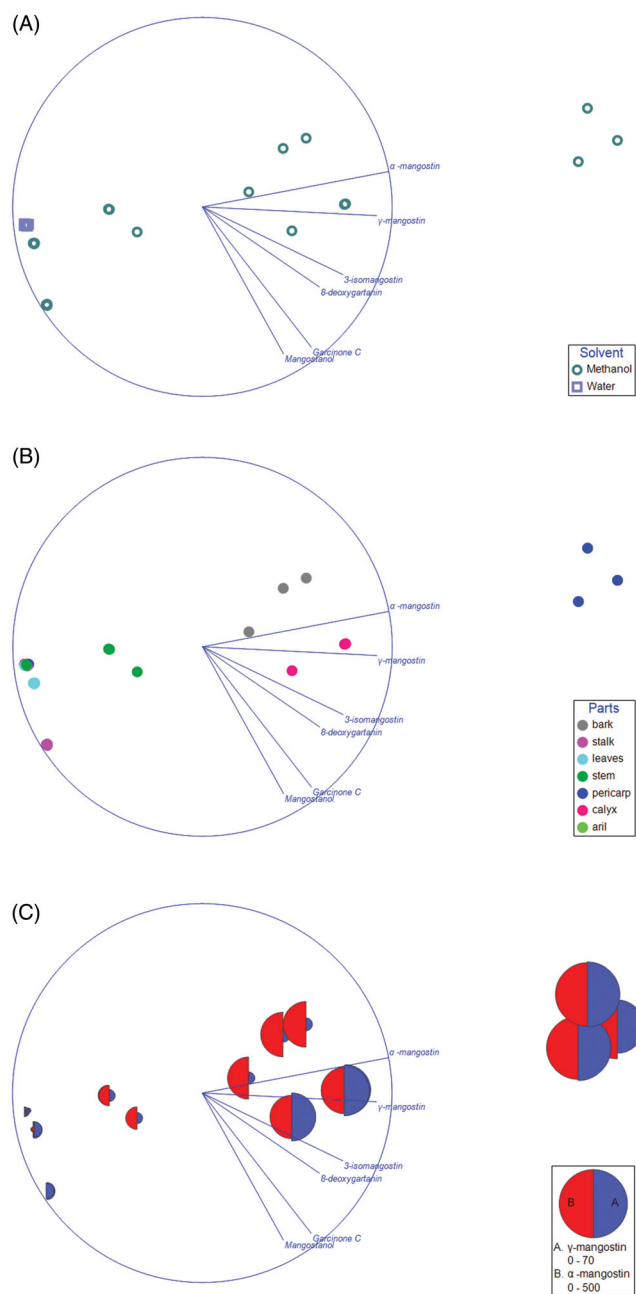 (A)
α -mangostin
γ-mangostin
3-isomangostin
8-deoxygartanin
Garcinone C
Mangostanol
Solvent
Methanol
Water
(B)
α -mangostin
γ-mangostin
3-isomangostin
8-deoxygartanin
Garcinone C
Mangostanol
Parts
bark
stalk
leaves
stem
pericarp
calyx
aril
(C)
α -mangostin
γ-mangostin
3-isomangostin
8-deoxygartanin
Garcinone C
Mangostanol
B A
A. γ-mangostin
0 - 70
B. α -mangostin
0 - 500